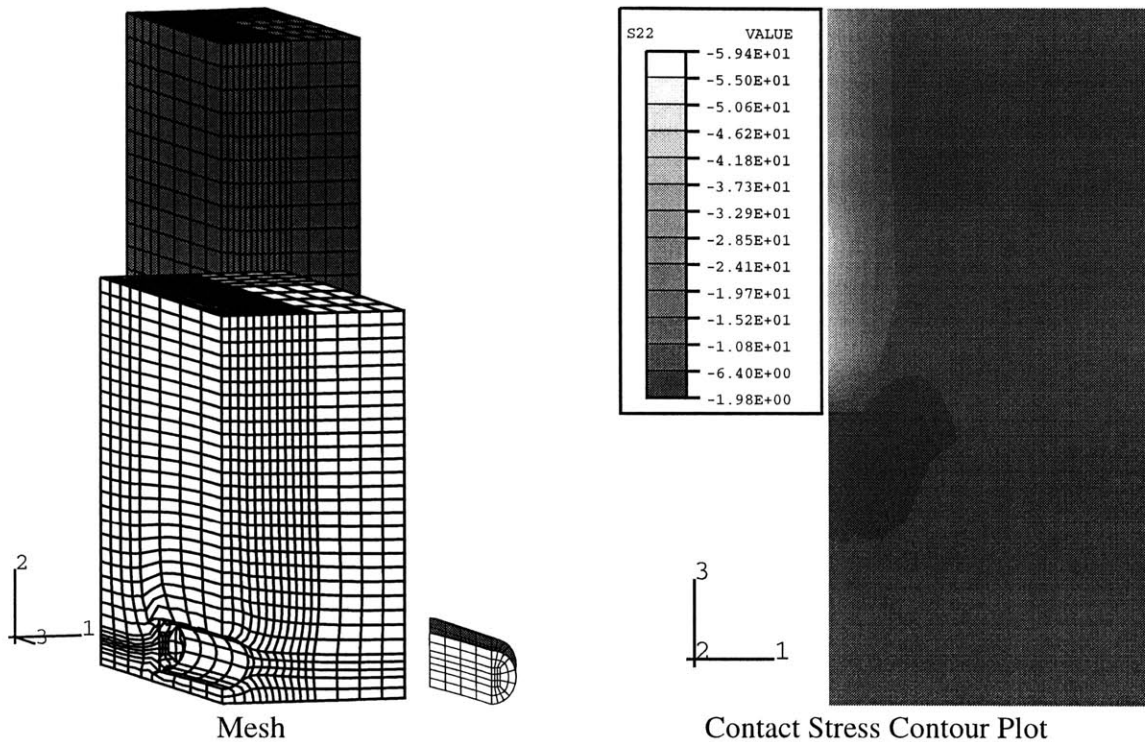 S22 VALUE
-5.94E+01
-5.50E+01
-5.06E+01
-4.62E+01
-4.18E+01
-3.73E+01
-3.29E+01
-2.85E+01
-2.41E+01
-1.97E+01
-1.52E+01
-1.08E+01
-6.40E+00
-1.98E+00
2
3 1
3
2 1
Mesh
Contact Stress Contour Plot